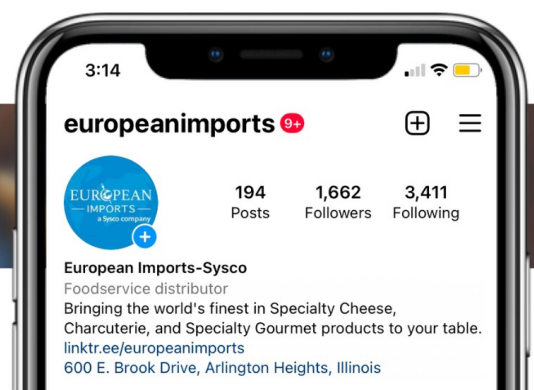 3:14
europeanimports 9+
EUROPEAN
IMPORTS
a Sysco company
194 1,662 3,411
Posts Followers Following
European Imports-Sysco
Foodservice distributor
Bringing the world's finest in Specialty Cheese,
Charcuterie, and Specialty Gourmet products to your table.
linktr.ee/europeanimports
600 E. Brook Drive, Arlington Heights, Illinois